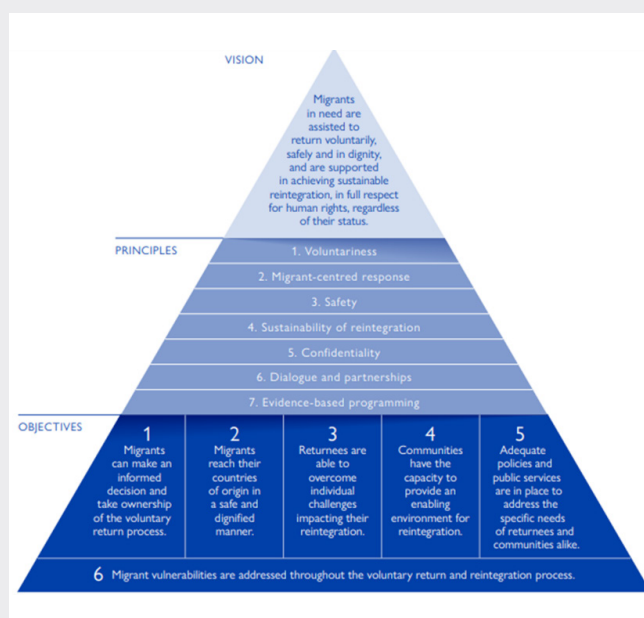 VISION
Migrants
in need are
assisted to
return voluntarily,
safely and in dignity,
and are supported
in achieving sustainable
reintegration, in full respect
for human rights, regardless
of their status.
PRINCIPLES
1. Voluntariness
2. Migrant-centred response
3. Safety
4. Sustainability of reintegration
5. Confidentiality
6. Dialogue and partnerships
7. Evidence-based programming
OBJECTIVES
1
Migrants
can make an
informed
decision and
take ownership
of the voluntary
return process.
2
Migrants
reach their
countries
of origin in
a safe and
dignified
manner.
3
Returnees are
able to
overcome
individual
challenges
impacting their
reintegration.
4
Communities
have the
capacity to
provide an
enabling
environment for
reintegration.
5
Adequate
policies and
public services
are in place to
address the
specific needs
of returnees and
communities alike.
6 Migrant vulnerabilities are addressed throughout the voluntary return and reintegration process.